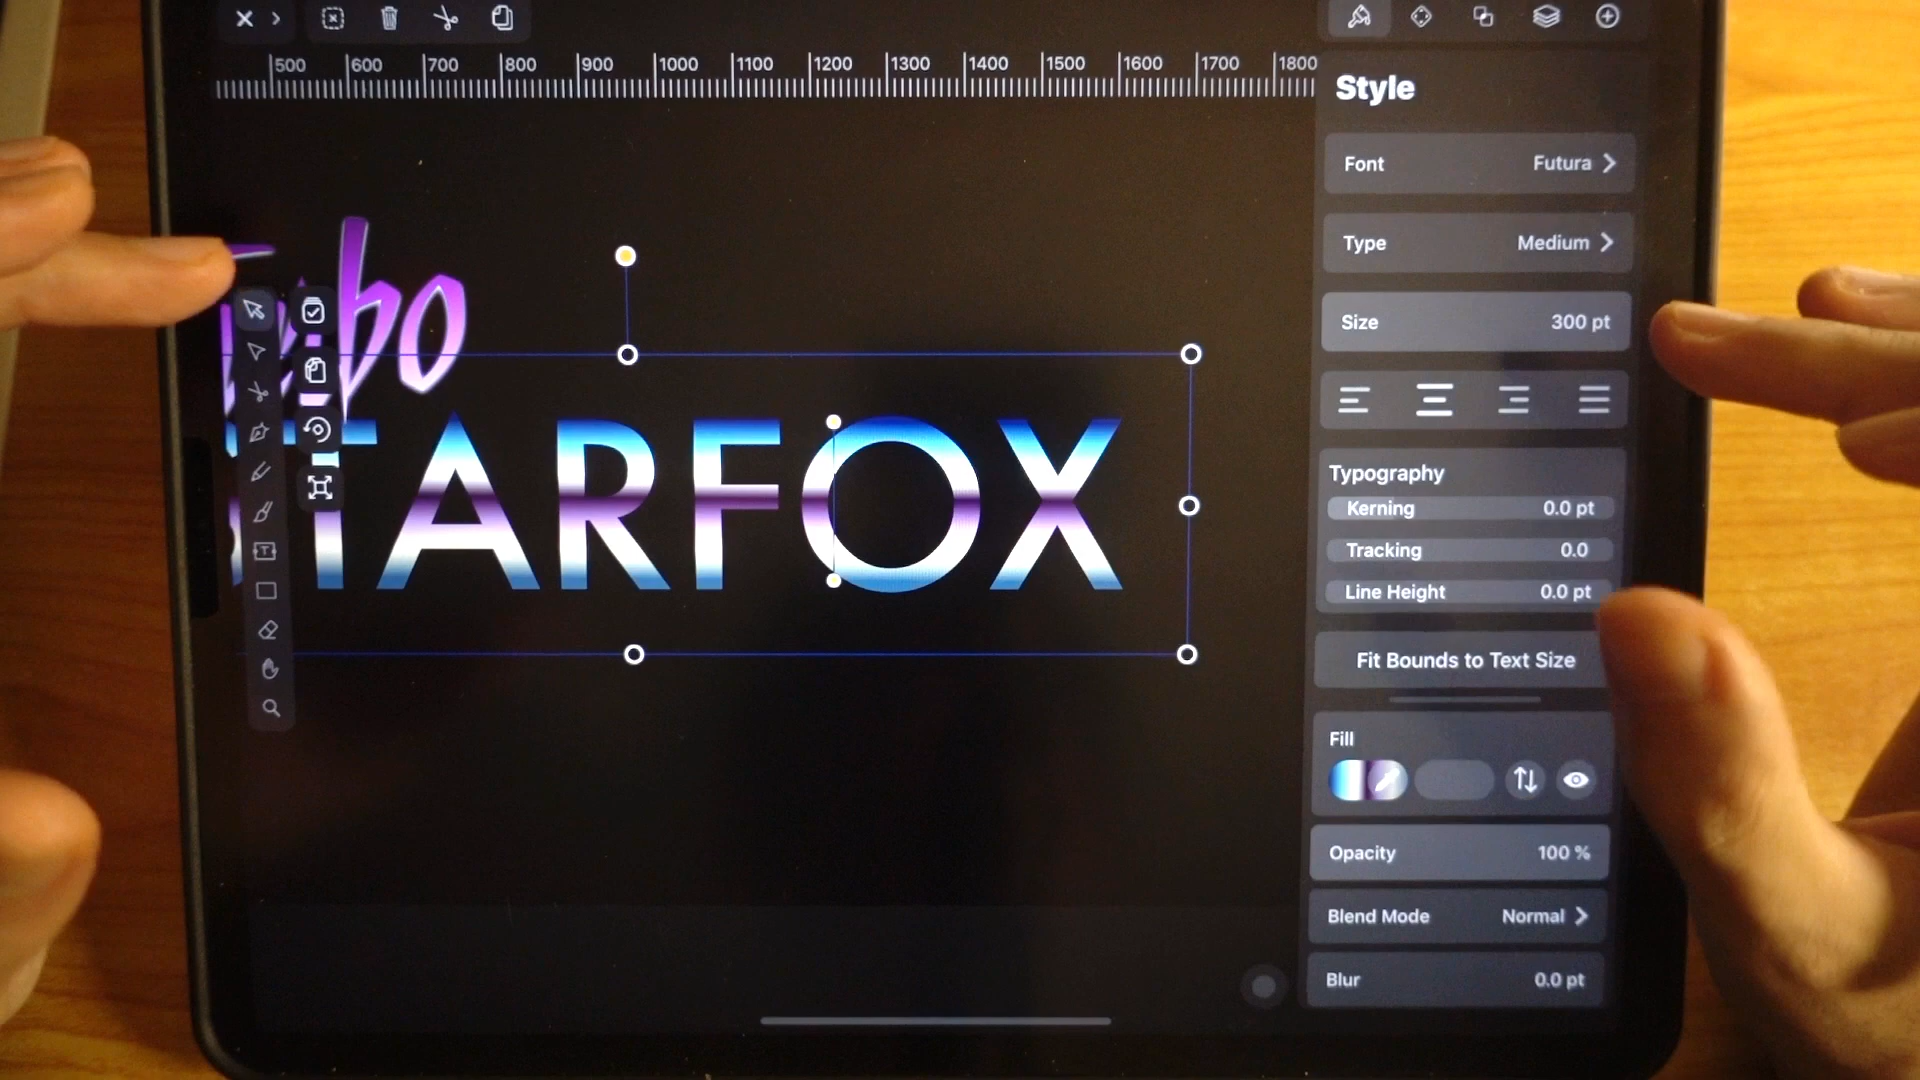 500 600 700 800 900 1000 1100 1200 1300 1400 1500 1600 1700 1800
Style
Font Futura
Type Medium
Size 300 pt
Typography
Kerning 0.0 pt
Tracking 0.0
Line Height 0.0 pt
Fit Bounds to Text Size
Fill
Opacity 100 %
Blend Mode Normal
Blur 0.0 pt
STARFOX